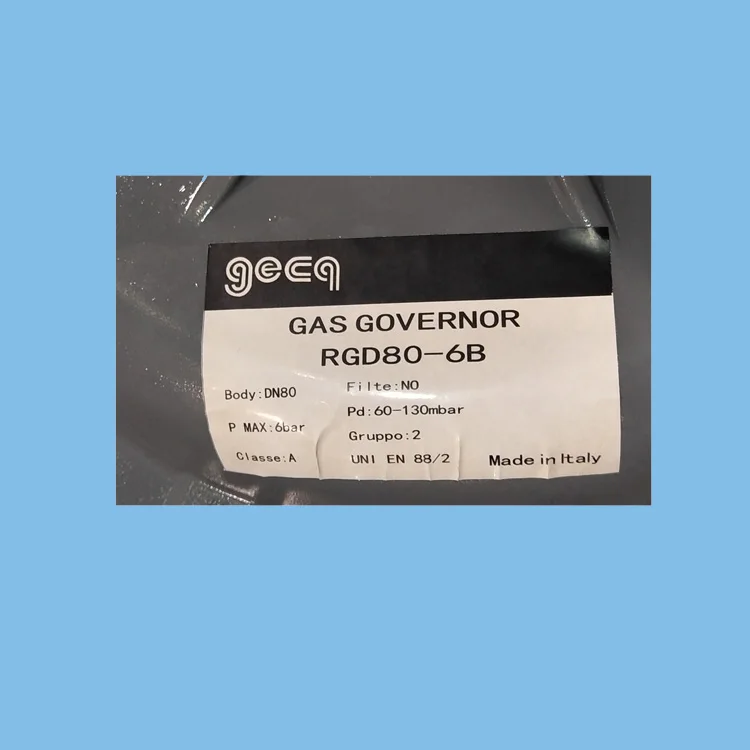 geca
GAS GOVERNOR
RGD80-6B
Body:DN80
Filte:NO
Pd:60-130mbar
P MAX:6bar
Gruppo:2
Classe:A
UNI EN 88/2
Made in Italy